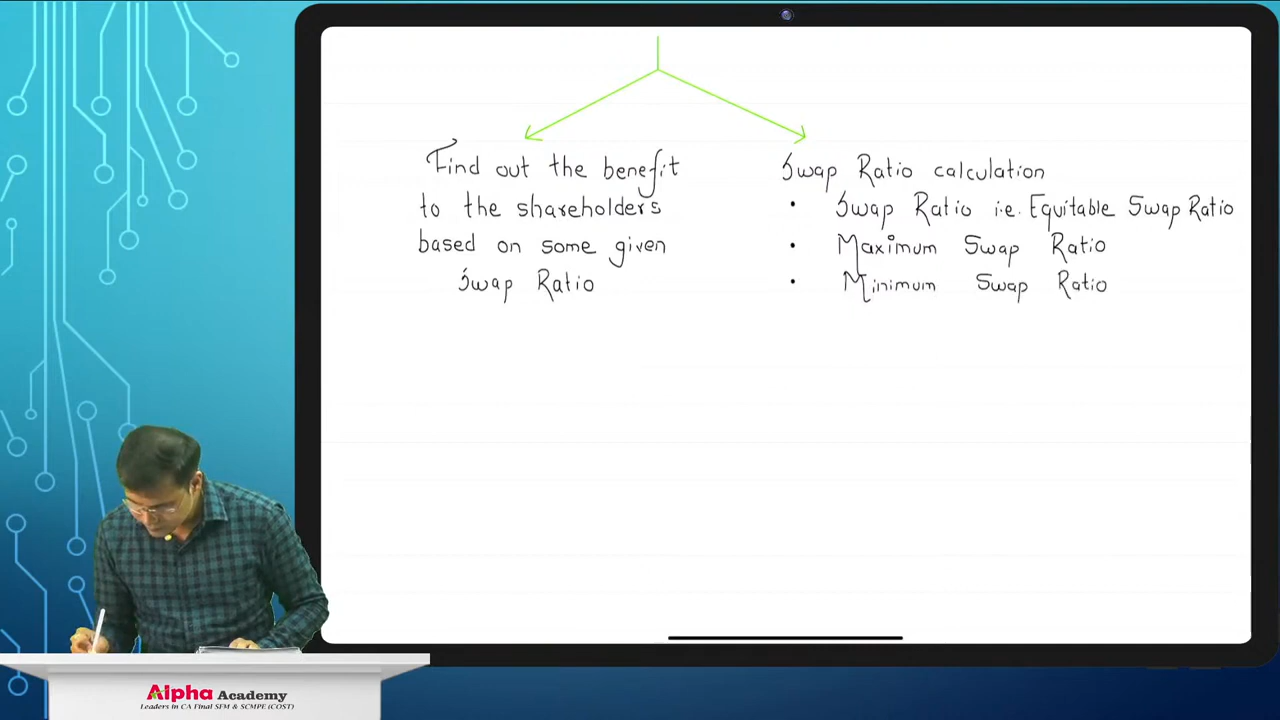 Find out the benefit
to the shareholders
based on some given
Swap Ratio
Swap Ratio calculation
• Swap Ratio i.e. Equitable Swap Ratio
• Maximum Swap Ratio
• Minimum Swap Ratio
Alpha Academy
Leaders in CA Final SFM & SCMPE (COST)